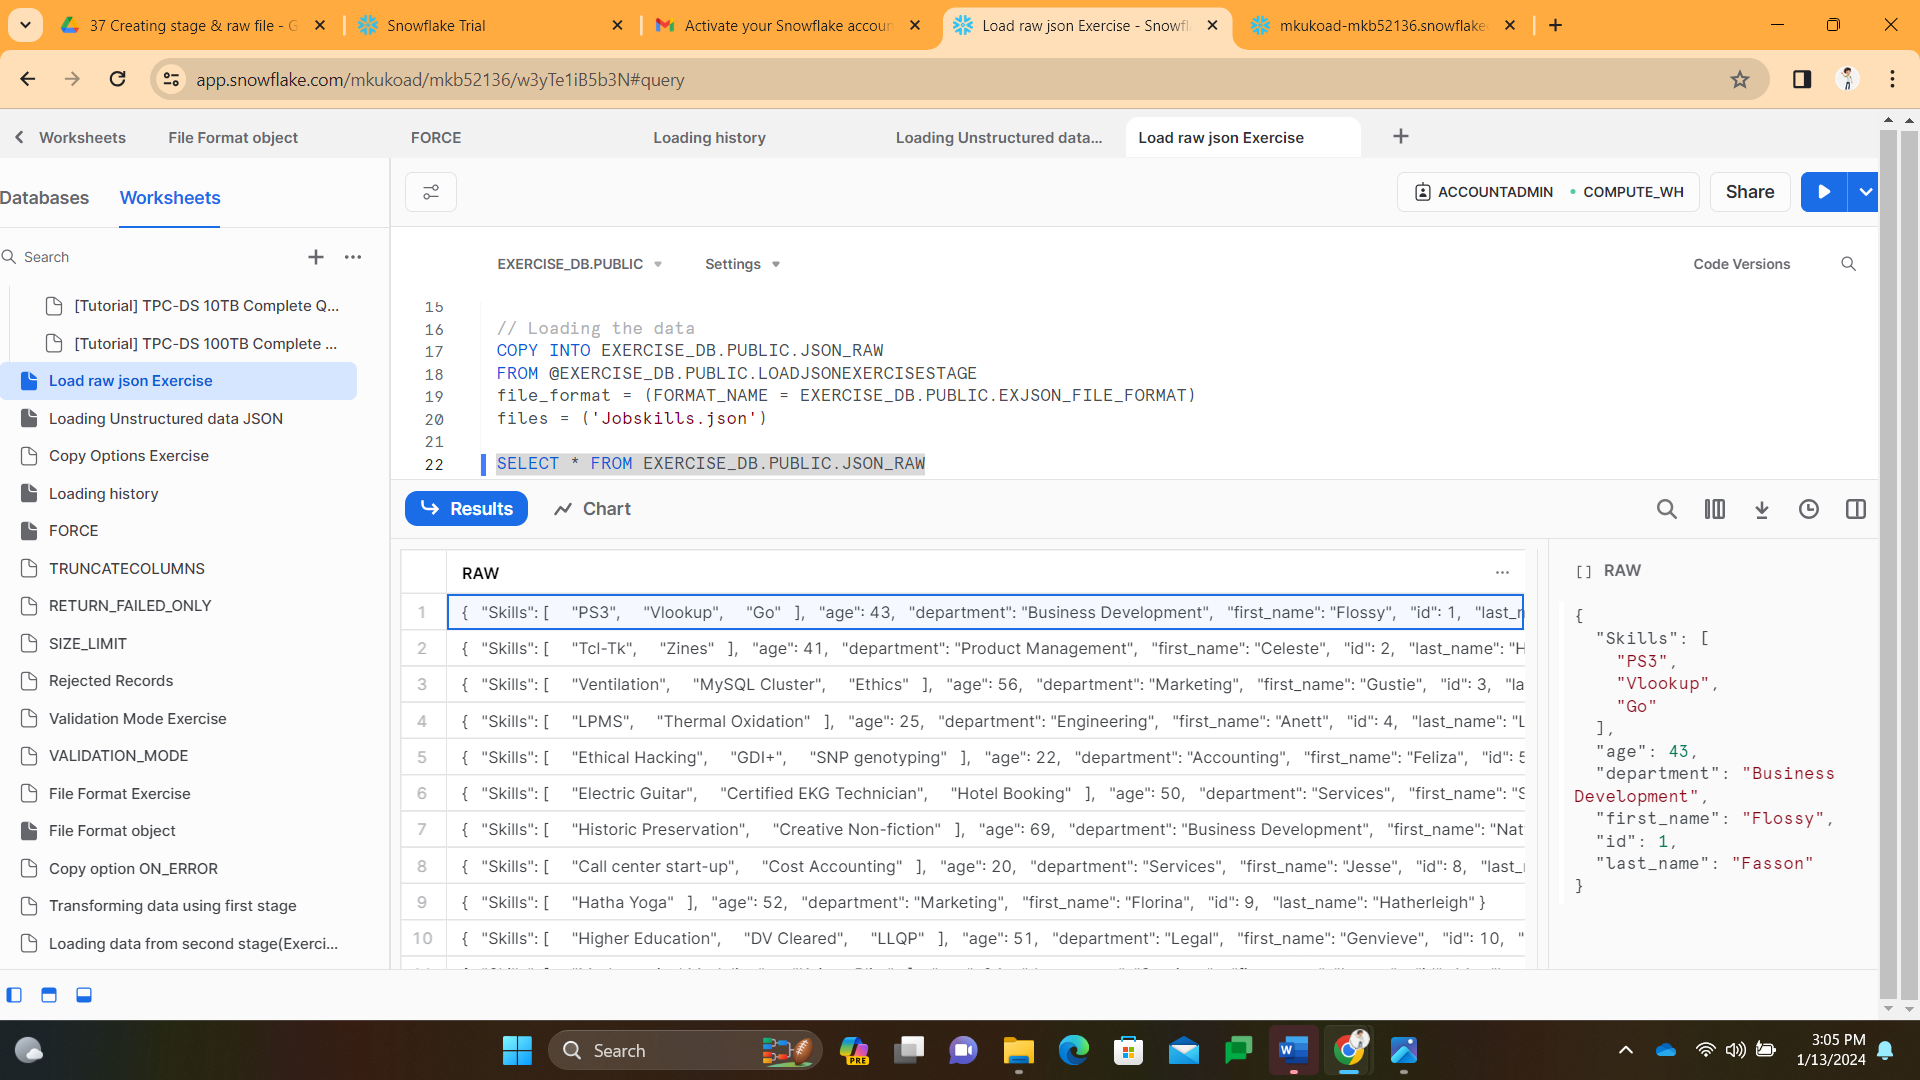 37 Creating stage & raw file - G
Snowflake Trial
Activate your Snowflake accoun
Load raw json Exercise - Snowfl
mkukoad-mkb52136.snowflake
app.snowflake.com/mkukoad/mkb52136/w3yTe1iB5b3N#query
Worksheets
File Format object
FORCE
Loading history
Loading Unstructured data...
Load raw json Exercise
Databases
Worksheets
ACCOUNTADMIN
COMPUTE_WH
Share
Search
EXERCISE_DB.PUBLIC
Settings
Code Versions
[Tutorial] TPC-DS 10TB Complete Q...
[Tutorial] TPC-DS 100TB Complete ...
Load raw json Exercise
Loading Unstructured data JSON
Copy Options Exercise
Loading history
FORCE
TRUNCATECOLUMNS
RETURN_FAILED_ONLY
SIZE_LIMIT
Rejected Records
Validation Mode Exercise
VALIDATION_MODE
File Format Exercise
File Format object
Copy option ON_ERROR
Transforming data using first stage
Loading data from second stage(Exerci...
15
16 // Loading the data
17 COPY INTO EXERCISE_DB.PUBLIC.JSON_RAW
18 FROM @EXERCISE_DB.PUBLIC.LOADJSONEXERCISESTAGE
19 file_format = (FORMAT_NAME = EXERCISE_DB.PUBLIC.EXJSON_FILE_FORMAT)
20 files = ('Jobskills.json')
21
22 SELECT * FROM EXERCISE_DB.PUBLIC.JSON_RAW
Results
Chart
RAW
1 { "Skills": [ "PS3", "Vlookup", "Go" ], "age": 43, "department": "Business Development", "first_name": "Flossy", "id": 1, "last_n
2 { "Skills": [ "Tcl-Tk", "Zines" ], "age": 41, "department": "Product Management", "first_name": "Celeste", "id": 2, "last_name": "H
3 { "Skills": [ "Ventilation", "MySQL Cluster", "Ethics" ], "age": 56, "department": "Marketing", "first_name": "Gustie", "id": 3, "la
4 { "Skills": [ "LPMS", "Thermal Oxidation" ], "age": 25, "department": "Engineering", "first_name": "Anett", "id": 4, "last_name": "L
5 { "Skills": [ "Ethical Hacking", "GDI+", "SNP genotyping" ], "age": 22, "department": "Accounting", "first_name": "Feliza", "id": 5
6 { "Skills": [ "Electric Guitar", "Certified EKG Technician", "Hotel Booking" ], "age": 50, "department": "Services", "first_name": "S
7 { "Skills": [ "Historic Preservation", "Creative Non-fiction" ], "age": 69, "department": "Business Development", "first_name": "Nat
8 { "Skills": [ "Call center start-up", "Cost Accounting" ], "age": 20, "department": "Services", "first_name": "Jesse", "id": 8, "last_
9 { "Skills": [ "Hatha Yoga" ], "age": 52, "department": "Marketing", "first_name": "Florina", "id": 9, "last_name": "Hatherleigh" }
10 { "Skills": [ "Higher Education", "DV Cleared", "LLQP" ], "age": 51, "department": "Legal", "first_name": "Genvieve", "id": 10, "
[] RAW
{
"Skills": [
"PS3",
"Vlookup",
"Go"
],
"age": 43,
"department": "Business
Development",
"first_name": "Flossy",
"id": 1,
"last_name": "Fasson"
}
Search
PRE
W
3:05 PM
1/13/2024